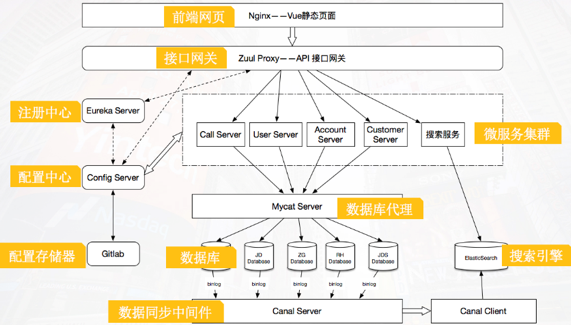 前端网页
Nginx——Vue静态页面
接口网关
Zuul Proxy——API 接口网关
注册中心
Eureka Server
Call Server
User Server
Account
Server
Customer
Server
搜索服务
微服务集群
配置中心
Config Server
Mycat Server
数据库代理
配置存储器
Gitlab
数据库
JD
Database
ZG
Database
RH
Database
JDG
Database
ElasticSearch
搜索引擎
binlog
binlog
binlog
binlog
binlog
数据同步中间件
Canal Server
Canal Client